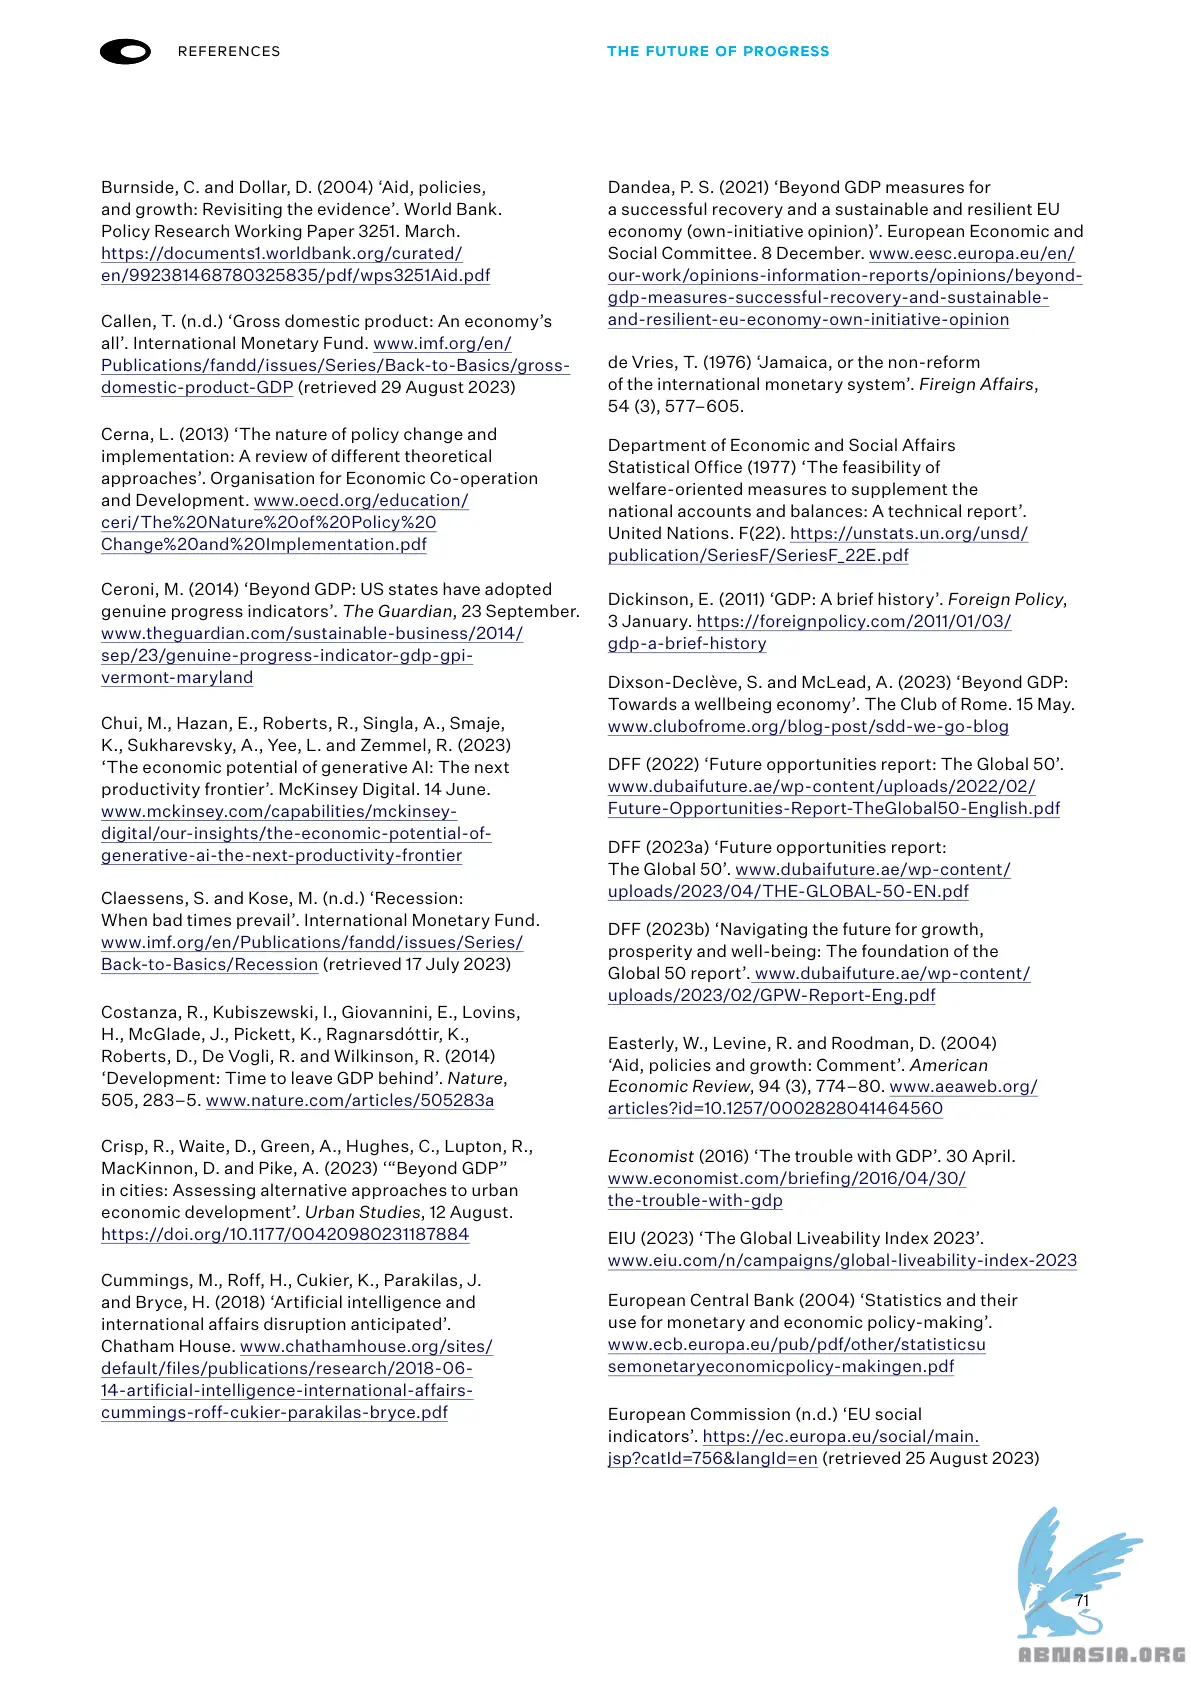 REFERENCES
THE FUTURE OF PROGRESS
Burnside, C. and Dollar, D. (2004) ‘Aid, policies,
and growth: Revisiting the evidence’. World Bank.
Policy Research Working Paper 3251. March.
https://documents1.worldbank.org/curated/
en/992381468780325835/pdf/wps3251Aid.pdf
Callen, T. (n.d.) ‘Gross domestic product: An economy’s
all’. International Monetary Fund. www.imf.org/en/
Publications/fandd/issues/Series/Back-to-Basics/gross-
domestic-product-GDP (retrieved 29 August 2023)
Cerna, L. (2013) ‘The nature of policy change and
implementation: A review of different theoretical
approaches’. Organisation for Economic Co-operation
and Development. www.oecd.org/education/
ceri/The%20Nature%20of%20Policy%20
Change%20and%20Implementation.pdf
Ceroni, M. (2014) ‘Beyond GDP: US states have adopted
genuine progress indicators’. The Guardian, 23 September.
www.theguardian.com/sustainable-business/2014/
sep/23/genuine-progress-indicator-gdp-gpi-
vermont-maryland
Chui, M., Hazan, E., Roberts, R., Singla, A., Smaje,
K., Sukharevsky, A., Yee, L. and Zemmel, R. (2023)
‘The economic potential of generative AI: The next
productivity frontier’. McKinsey Digital. 14 June.
www.mckinsey.com/capabilities/mckinsey-
digital/our-insights/the-economic-potential-of-
generative-ai-the-next-productivity-frontier
Claessens, S. and Kose, M. (n.d.) ‘Recession:
When bad times prevail’. International Monetary Fund.
www.imf.org/en/Publications/fandd/issues/Series/
Back-to-Basics/Recession (retrieved 17 July 2023)
Costanza, R., Kubiszewski, I., Giovannini, E., Lovins,
H., McGlade, J., Pickett, K., Ragnarsdóttir, K.,
Roberts, D., De Vogli, R. and Wilkinson, R. (2014)
‘Development: Time to leave GDP behind’. Nature,
505, 283–5. www.nature.com/articles/505283a
Crisp, R., Waite, D., Green, A., Hughes, C., Lupton, R.,
MacKinnon, D. and Pike, A. (2023) ‘“Beyond GDP”
in cities: Assessing alternative approaches to urban
economic development’. Urban Studies, 12 August.
https://doi.org/10.1177/00420980231187884
Cummings, M., Roff, H., Cukier, K., Parakilas, J.
and Bryce, H. (2018) ‘Artificial intelligence and
international affairs disruption anticipated’.
Chatham House. www.chathamhouse.org/sites/
default/files/publications/research/2018-06-
14-artificial-intelligence-international-affairs-
cummings-roff-cukier-parakilas-bryce.pdf
Dandea, P. S. (2021) ‘Beyond GDP measures for
a successful recovery and a sustainable and resilient EU
economy (own-initiative opinion)’. European Economic and
Social Committee. 8 December. www.eesc.europa.eu/en/
our-work/opinions-information-reports/opinions/beyond-
gdp-measures-successful-recovery-and-sustainable-
and-resilient-eu-economy-own-initiative-opinion
de Vries, T. (1976) ‘Jamaica, or the non-reform
of the international monetary system’. Fireign Affairs,
54 (3), 577–605.
Department of Economic and Social Affairs
Statistical Office (1977) ‘The feasibility of
welfare-oriented measures to supplement the
national accounts and balances: A technical report’.
United Nations. F(22). https://unstats.un.org/unsd/
publication/SeriesF/SeriesF_22E.pdf
Dickinson, E. (2011) ‘GDP: A brief history’. Foreign Policy,
3 January. https://foreignpolicy.com/2011/01/03/
gdp-a-brief-history
Dixson-Declève, S. and McLead, A. (2023) ‘Beyond GDP:
Towards a wellbeing economy’. The Club of Rome. 15 May.
www.clubofrome.org/blog-post/sdd-we-go-blog
DFF (2022) ‘Future opportunities report: The Global 50’.
www.dubaifuture.ae/wp-content/uploads/2022/02/
Future-Opportunities-Report-TheGlobal50-English.pdf
DFF (2023a) ‘Future opportunities report:
The Global 50’. www.dubaifuture.ae/wp-content/
uploads/2023/04/THE-GLOBAL-50-EN.pdf
DFF (2023b) ‘Navigating the future for growth,
prosperity and well-being: The foundation of the
Global 50 report’. www.dubaifuture.ae/wp-content/
uploads/2023/02/GPW-Report-Eng.pdf
Easterly, W., Levine, R. and Roodman, D. (2004)
‘Aid, policies and growth: Comment’. American
Economic Review, 94 (3), 774–80. www.aeaweb.org/
articles?id=10.1257/0002828041464560
Economist (2016) ‘The trouble with GDP’. 30 April.
www.economist.com/briefing/2016/04/30/
the-trouble-with-gdp
EIU (2023) ‘The Global Liveability Index 2023’.
www.eiu.com/n/campaigns/global-liveability-index-2023
European Central Bank (2004) ‘Statistics and their
use for monetary and economic policy-making’.
www.ecb.europa.eu/pub/pdf/other/statisticsu
semonetaryeconomicpolicy-makingen.pdf
European Commission (n.d.) ‘EU social
indicators’. https://ec.europa.eu/social/main.
jsp?catId=756&langId=en (retrieved 25 August 2023)
71
ABNASIA.ORG